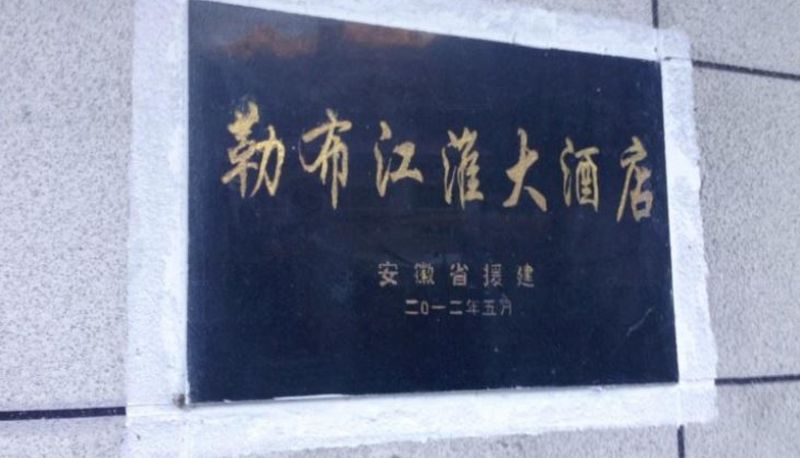 勒布江淮大酒店
安徽省援建
二〇一二年五月